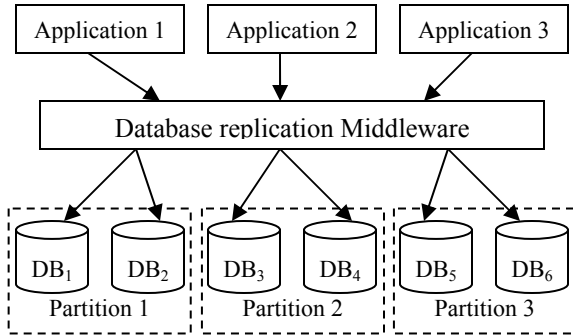 Application 1 Application 2 Application 3
Database replication Middleware
DB₁ DB₂ DB₃ DB₄ DB₅ DB₆
Partition 1 Partition 2 Partition 3